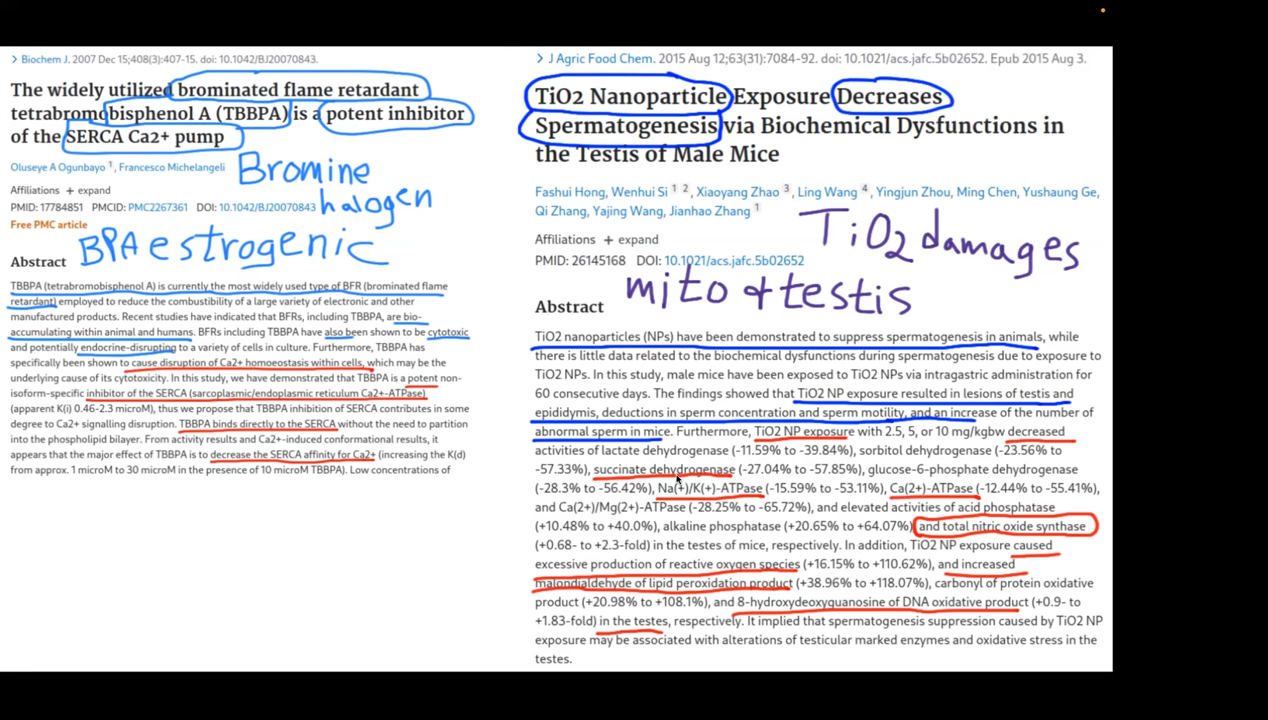 > Biochem J. 2007 Dec 15;408(3):407-15. doi: 10.1042/BJ20070843.
The widely utilized brominated flame retardant
tetrabromobisphenol A (TBBPA) is a potent inhibitor
of the SERCA Ca2+ pump
Oluseye A Ogunbayo 1, Francesco Michelangeli
Bromine
halogen
Affiliations + expand
PMID: 17784851 PMCID: PMC2267361 DOI: 10.1042/BJ20070843
Free PMC article
BPA estrogenic
Abstract
TBBPA (tetrabromobisphenol A) is currently the most widely used type of BFR (brominated flame
retardant) employed to reduce the combustibility of a large variety of electronic and other
manufactured products. Recent studies have indicated that BFRs, including TBBPA, are bio-
accumulating within animal and humans. BFRs including TBBPA have also been shown to be cytotoxic
and potentially endocrine-disrupting to a variety of cells in culture. Furthermore, TBBPA has
specifically been shown to cause disruption of Ca2+ homoeostasis within cells, which may be the
underlying cause of its cytotoxicity. In this study, we have demonstrated that TBBPA is a potent non-
isoform-specific inhibitor of the SERCA (sarcoplasmic/endoplasmic reticulum Ca2+-ATPase)
(apparent K(i) 0.46-2.3 microM), thus we propose that TBBPA inhibition of SERCA contributes in some
degree to Ca2+ signalling disruption. TBBPA binds directly to the SERCA without the need to partition
into the phospholipid bilayer. From activity results and Ca2+-induced conformational results, it
appears that the major effect of TBBPA is to decrease the SERCA affinity for Ca2+ (increasing the K(d)
from approx. 1 microM to 30 microM in the presence of 10 microM TBBPA). Low concentrations of
> J Agric Food Chem. 2015 Aug 12;63(31):7084-92. doi: 10.1021/acs.jafc.5b02652. Epub 2015 Aug 3.
TiO2 Nanoparticle Exposure Decreases
Spermatogenesis via Biochemical Dysfunctions in
the Testis of Male Mice
Fashui Hong, Wenhui Si 1 2, Xiaoyang Zhao 3, Ling Wang 4, Yingjun Zhou, Ming Chen, Yushaung Ge,
Qi Zhang, Yajing Wang, Jianhao Zhang 1
TiO2 damages
Affiliations + expand
PMID: 26145168 DOI: 10.1021/acs.jafc.5b02652
mito & testis
Abstract
TiO2 nanoparticles (NPs) have been demonstrated to suppress spermatogenesis in animals, while
there is little data related to the biochemical dysfunctions during spermatogenesis due to exposure to
TiO2 NPs. In this study, male mice have been exposed to TiO2 NPs via intragastric administration for
60 consecutive days. The findings showed that TiO2 NP exposure resulted in lesions of testis and
epididymis, deductions in sperm concentration and sperm motility, and an increase of the number of
abnormal sperm in mice. Furthermore, TiO2 NP exposure with 2.5, 5, or 10 mg/kgbw decreased
activities of lactate dehydrogenase (-11.59% to -39.84%), sorbitol dehydrogenase (-23.56% to
-57.33%), succinate dehydrogenase (-27.04% to -57.85%), glucose-6-phosphate dehydrogenase
(-28.3% to -56.42%), Na(+)/K(+)-ATPase (-15.59% to -53.11%), Ca(2+)-ATPase (-12.44% to -55.41%),
and Ca(2+)/Mg(2+)-ATPase (-28.25% to -65.72%), and elevated activities of acid phosphatase
(+10.48% to +40.0%), alkaline phosphatase (+20.65% to +64.07%) and total nitric oxide synthase
(+0.68- to +2.3-fold) in the testes of mice, respectively. In addition, TiO2 NP exposure caused
excessive production of reactive oxygen species (+16.15% to +110.62%), and increased
malondialdehyde of lipid peroxidation product (+38.96% to +118.07%), carbonyl of protein oxidative
product (+20.98% to +108.1%), and 8-hydroxydeoxyguanosine of DNA oxidative product (+0.9- to
+1.83-fold) in the testes, respectively. It implied that spermatogenesis suppression caused by TiO2 NP
exposure may be associated with alterations of testicular marked enzymes and oxidative stress in the
testes.